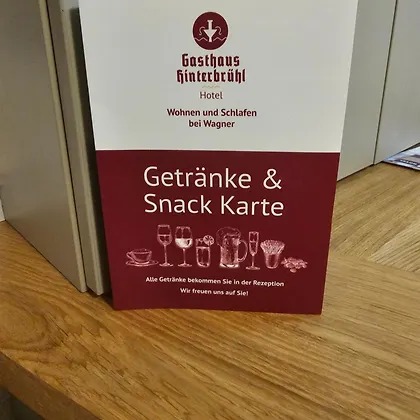 Gasthaus
Hinterbrühl
Hotel
Wohnen und Schlafen
bei Wagner
Getränke &
Snack Karte
Alle Getränke bekommen Sie in der Rezeption
Wir freuen uns auf Sie!